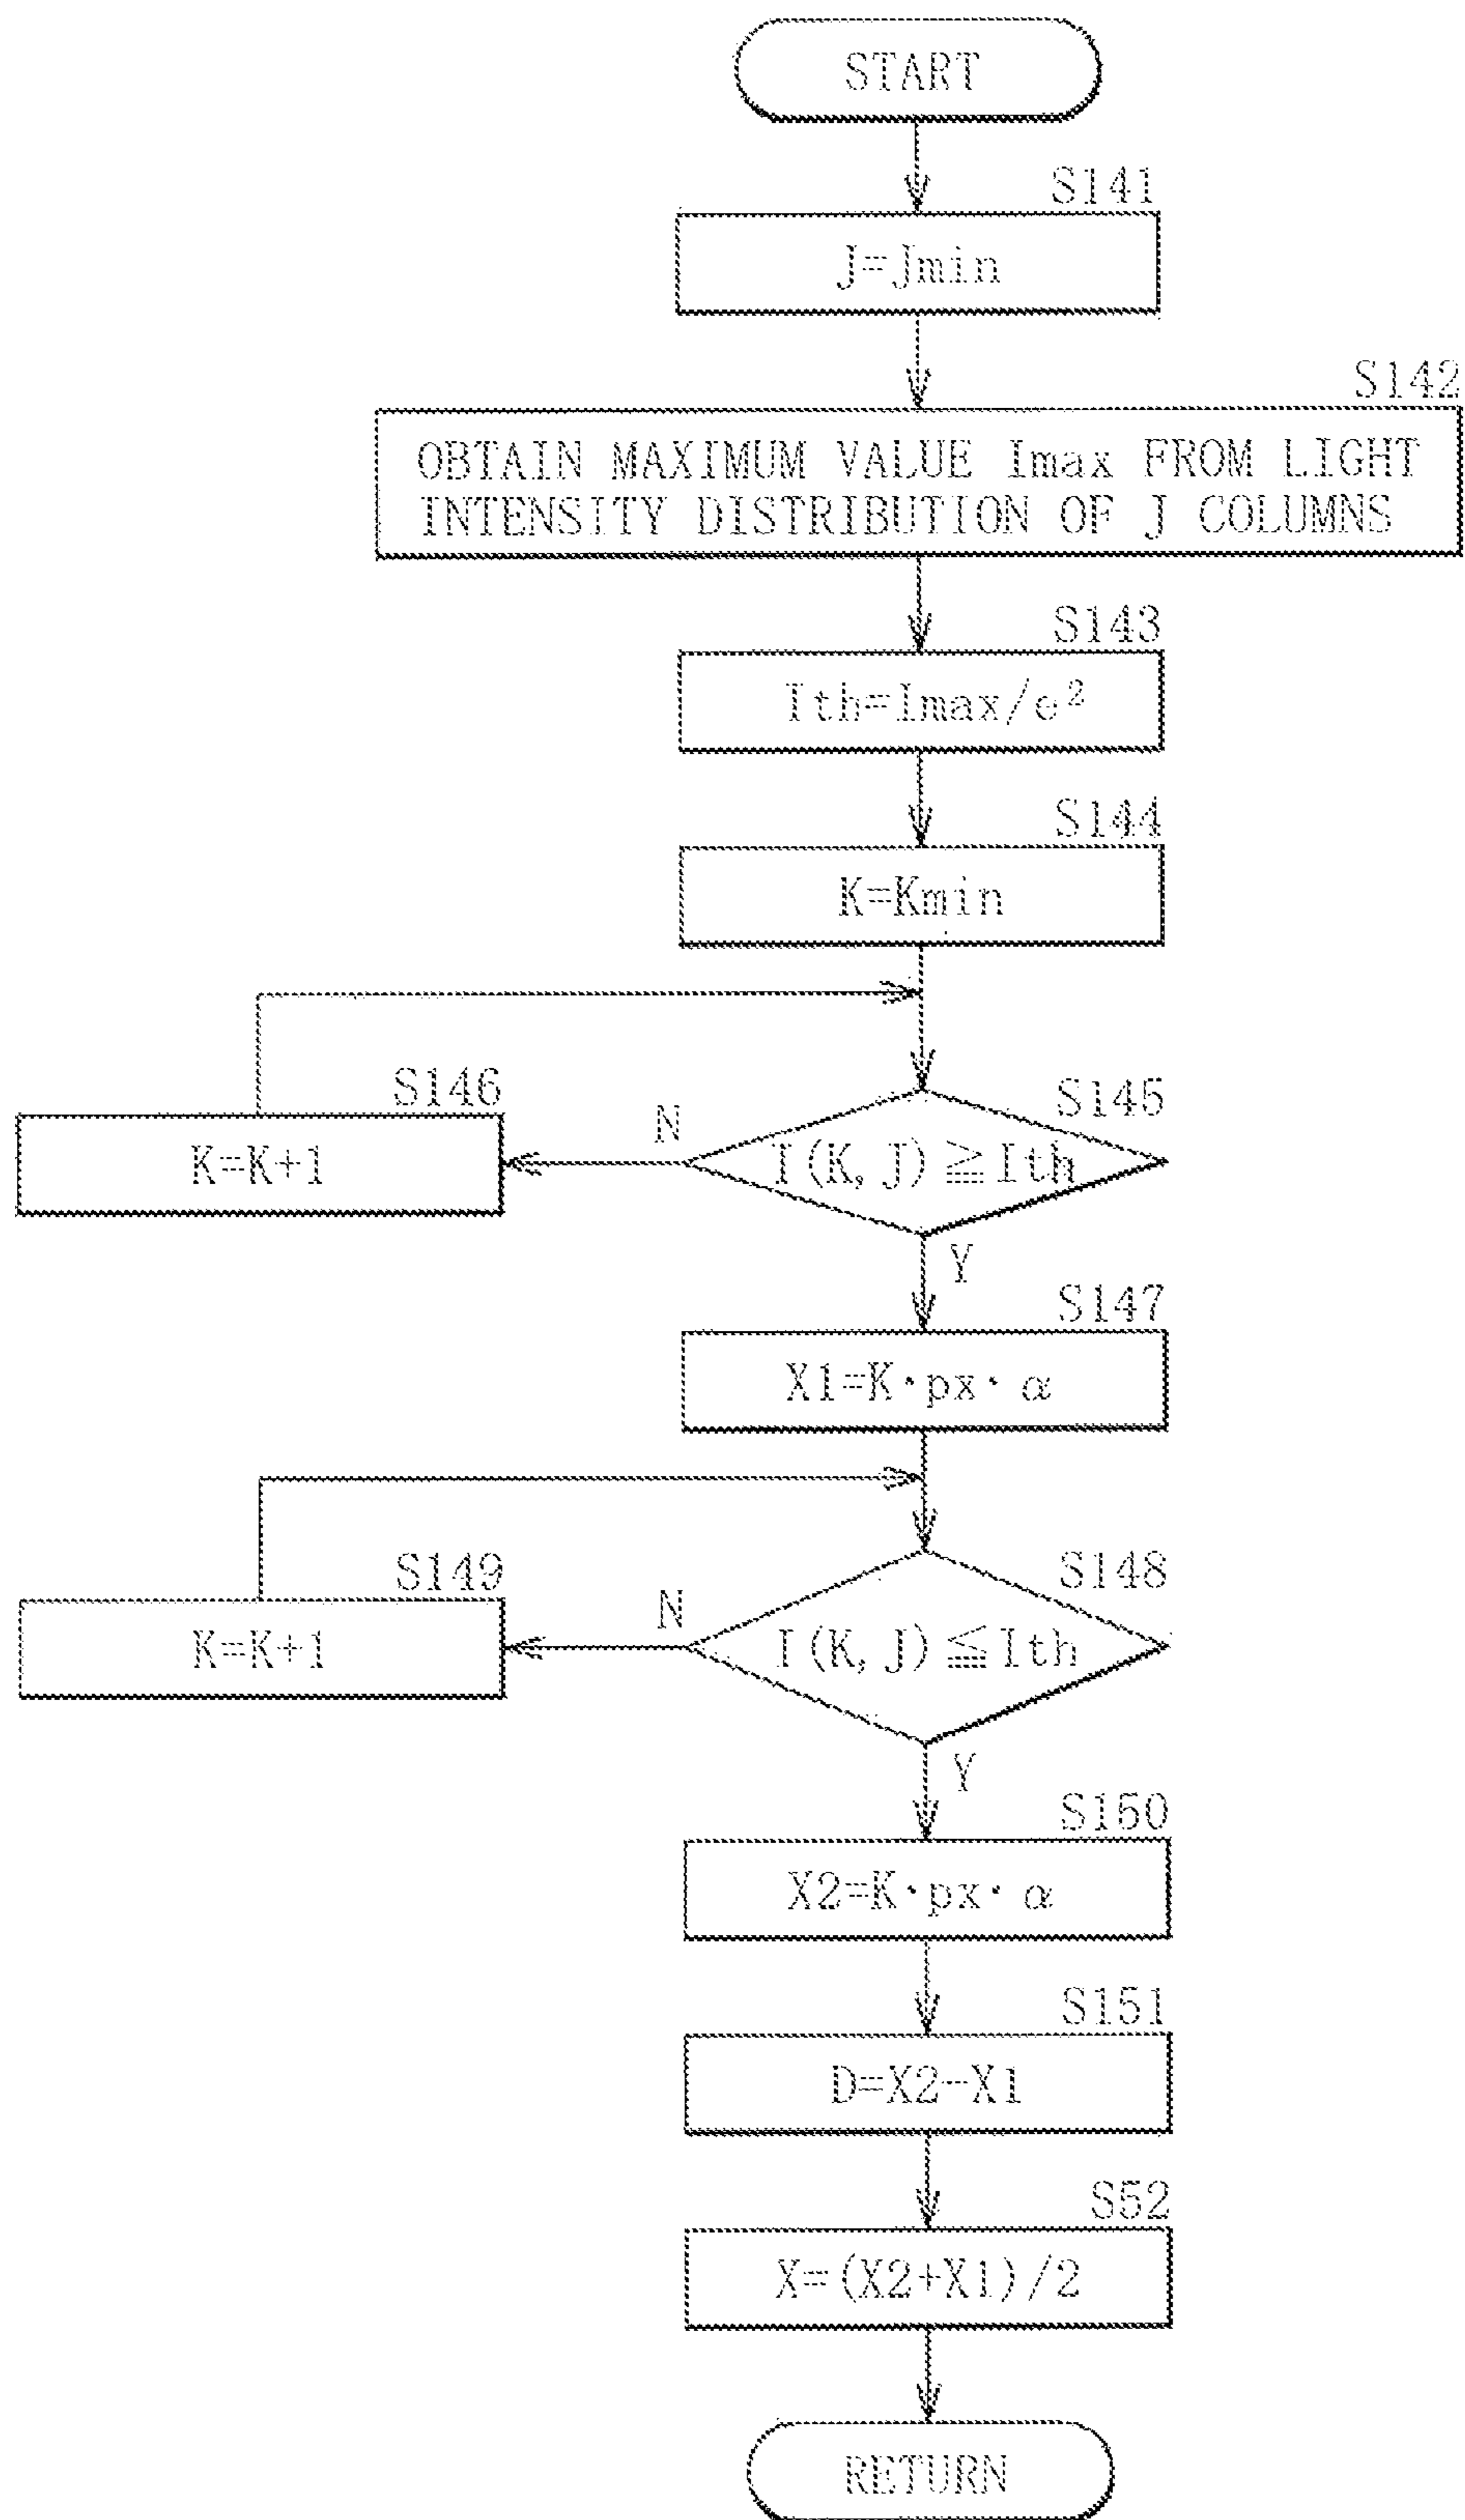 START
S141
J=Jmin
S142
OBTAIN MAXIMUM VALUE Imax FROM LIGHT
INTENSITY DISTRIBUTION OF J COLUMNS
S143
Ith=Imax/e²
S144
K=Kmin
S146
K=K+1
N
S145
I(K,J)≧Ith
Y
S147
X1=K·px·α
S149
K=K+1
N
S148
I(K,J)≦Ith
Y
S150
X2=K·px·α
S151
D=X2-X1
S52
X=(X2+X1)/2
RETURN